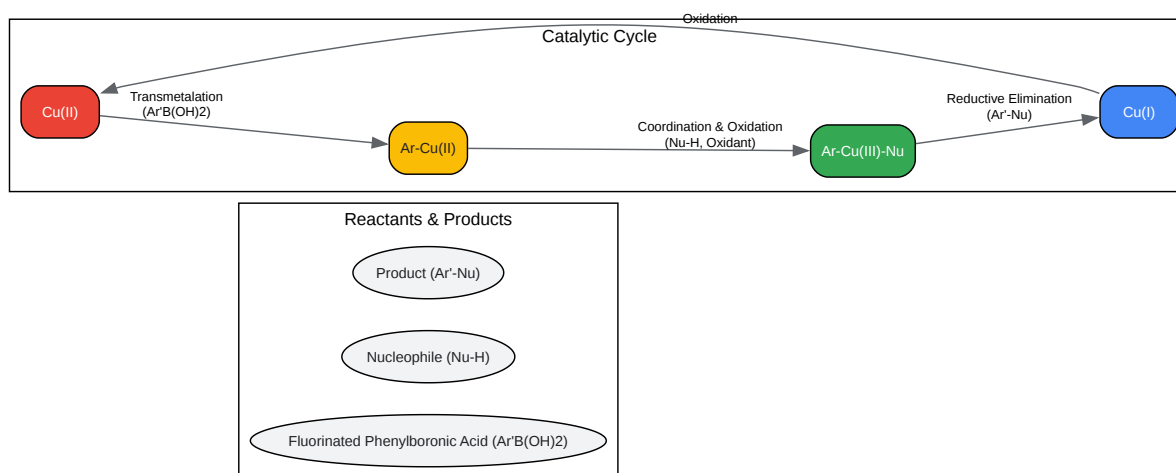 Oxidation
Catalytic Cycle
Cu(II)
Transmetalation
(Ar'B(OH)2)
Ar-Cu(II)
Coordination & Oxidation
(Nu-H, Oxidant)
Ar-Cu(III)-Nu
Reductive Elimination
(Ar'-Nu)
Cu(I)
Reactants & Products
Product (Ar'-Nu)
Nucleophile (Nu-H)
Fluorinated Phenylboronic Acid (Ar'B(OH)2)